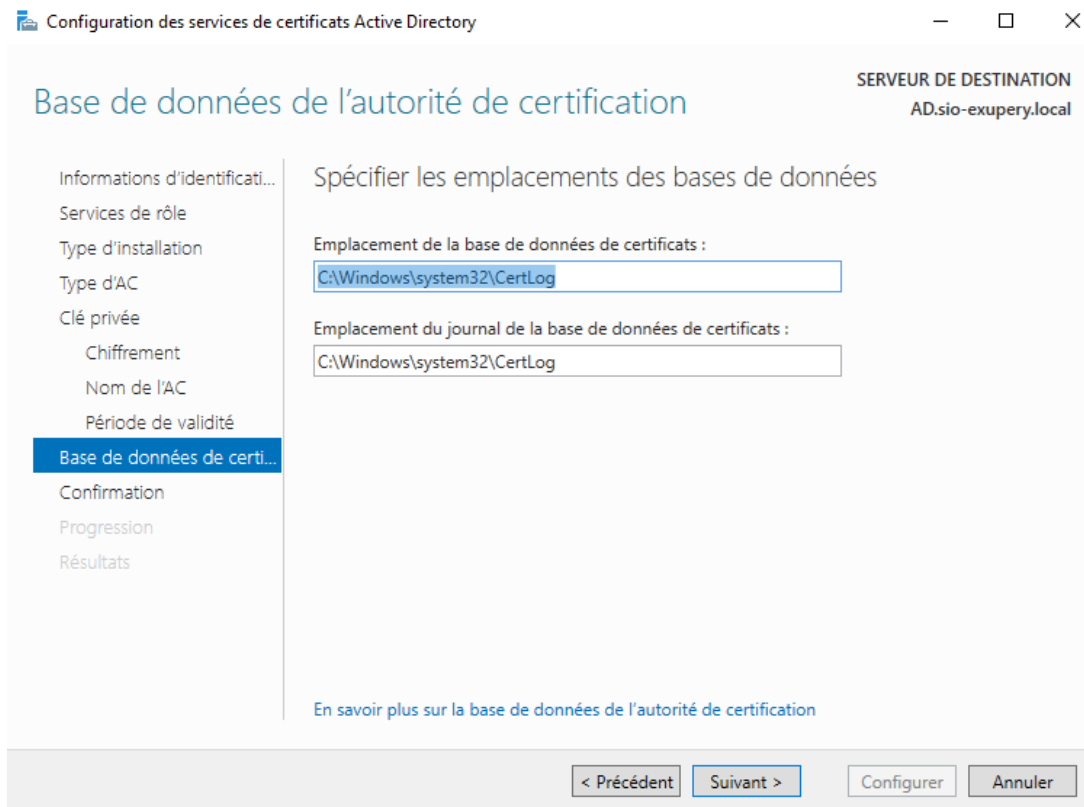 Configuration des services de certificats Active Directory
Base de données de l'autorité de certification
SERVEUR DE DESTINATION
AD.sio-exupery.local
Informations d'identificati...
Services de rôle
Type d'installation
Type d'AC
Clé privée
Chiffrement
Nom de l'AC
Période de validité
Base de données de certi...
Confirmation
Progression
Résultats
Spécifier les emplacements des bases de données
Emplacement de la base de données de certificats :
C:\Windows\system32\CertLog
Emplacement du journal de la base de données de certificats :
C:\Windows\system32\CertLog
En savoir plus sur la base de données de l'autorité de certification
< Précédent
Suivant >
Configurer
Annuler